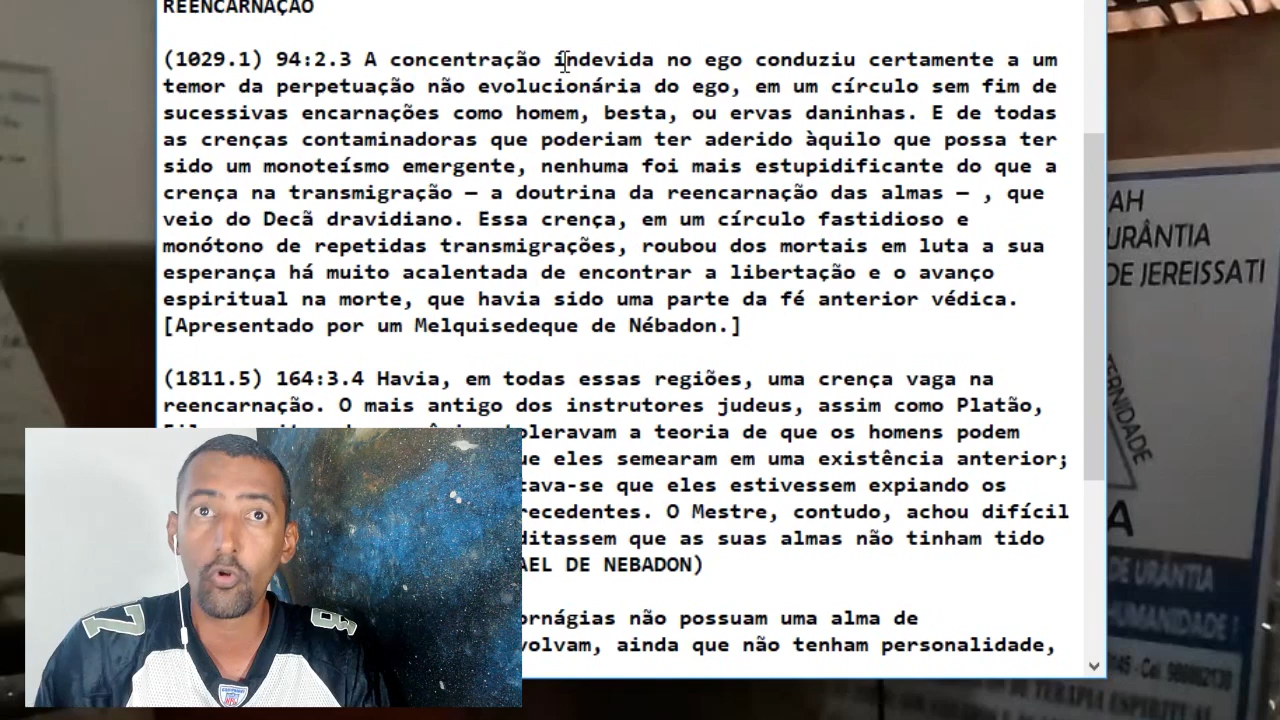 REENCARNAÇÃO
(1029.1) 94:2.3 A concentração indevida no ego conduziu certamente a um
temor da perpetuação não evolucionária do ego, em um círculo sem fim de
sucessivas encarnações como homem, besta, ou ervas daninhas. E de todas
as crenças contaminadoras que poderiam ter aderido àquilo que possa ter
sido um monoteísmo emergente, nenhuma foi mais estupidificante do que a
crença na transmigração — a doutrina da reencarnação das almas — , que
veio do Decã dravidiano. Essa crença, em um círculo fastidioso e
monótono de repetidas transmigrações, roubou dos mortais em luta a sua
esperança há muito acalentada de encontrar a libertação e o avanço
espiritual na morte, que havia sido uma parte da fé anterior védica.
[Apresentado por um Melquisedeque de Nébadon.]
(1811.5) 164:3.4 Havia, em todas essas regiões, uma crença vaga na
reencarnação. O mais antigo dos instrutores judeus, assim como Platão,
toleravam a teoria de que os homens podem
ue eles semearam em uma existência anterior;
tava-se que eles estivessem expiando os
recedentes. O Mestre, contudo, achou difícil
ditassem que as suas almas não tinham tido
AEL DE NEBADON)
ornágias não possuam uma alma de
volvam, ainda que não tenham personalidade,
AH
URÂNTIA
DE JEREISSATI
TERNIDADE
A
DE URÂNTIA
HUMANIDADE !
7